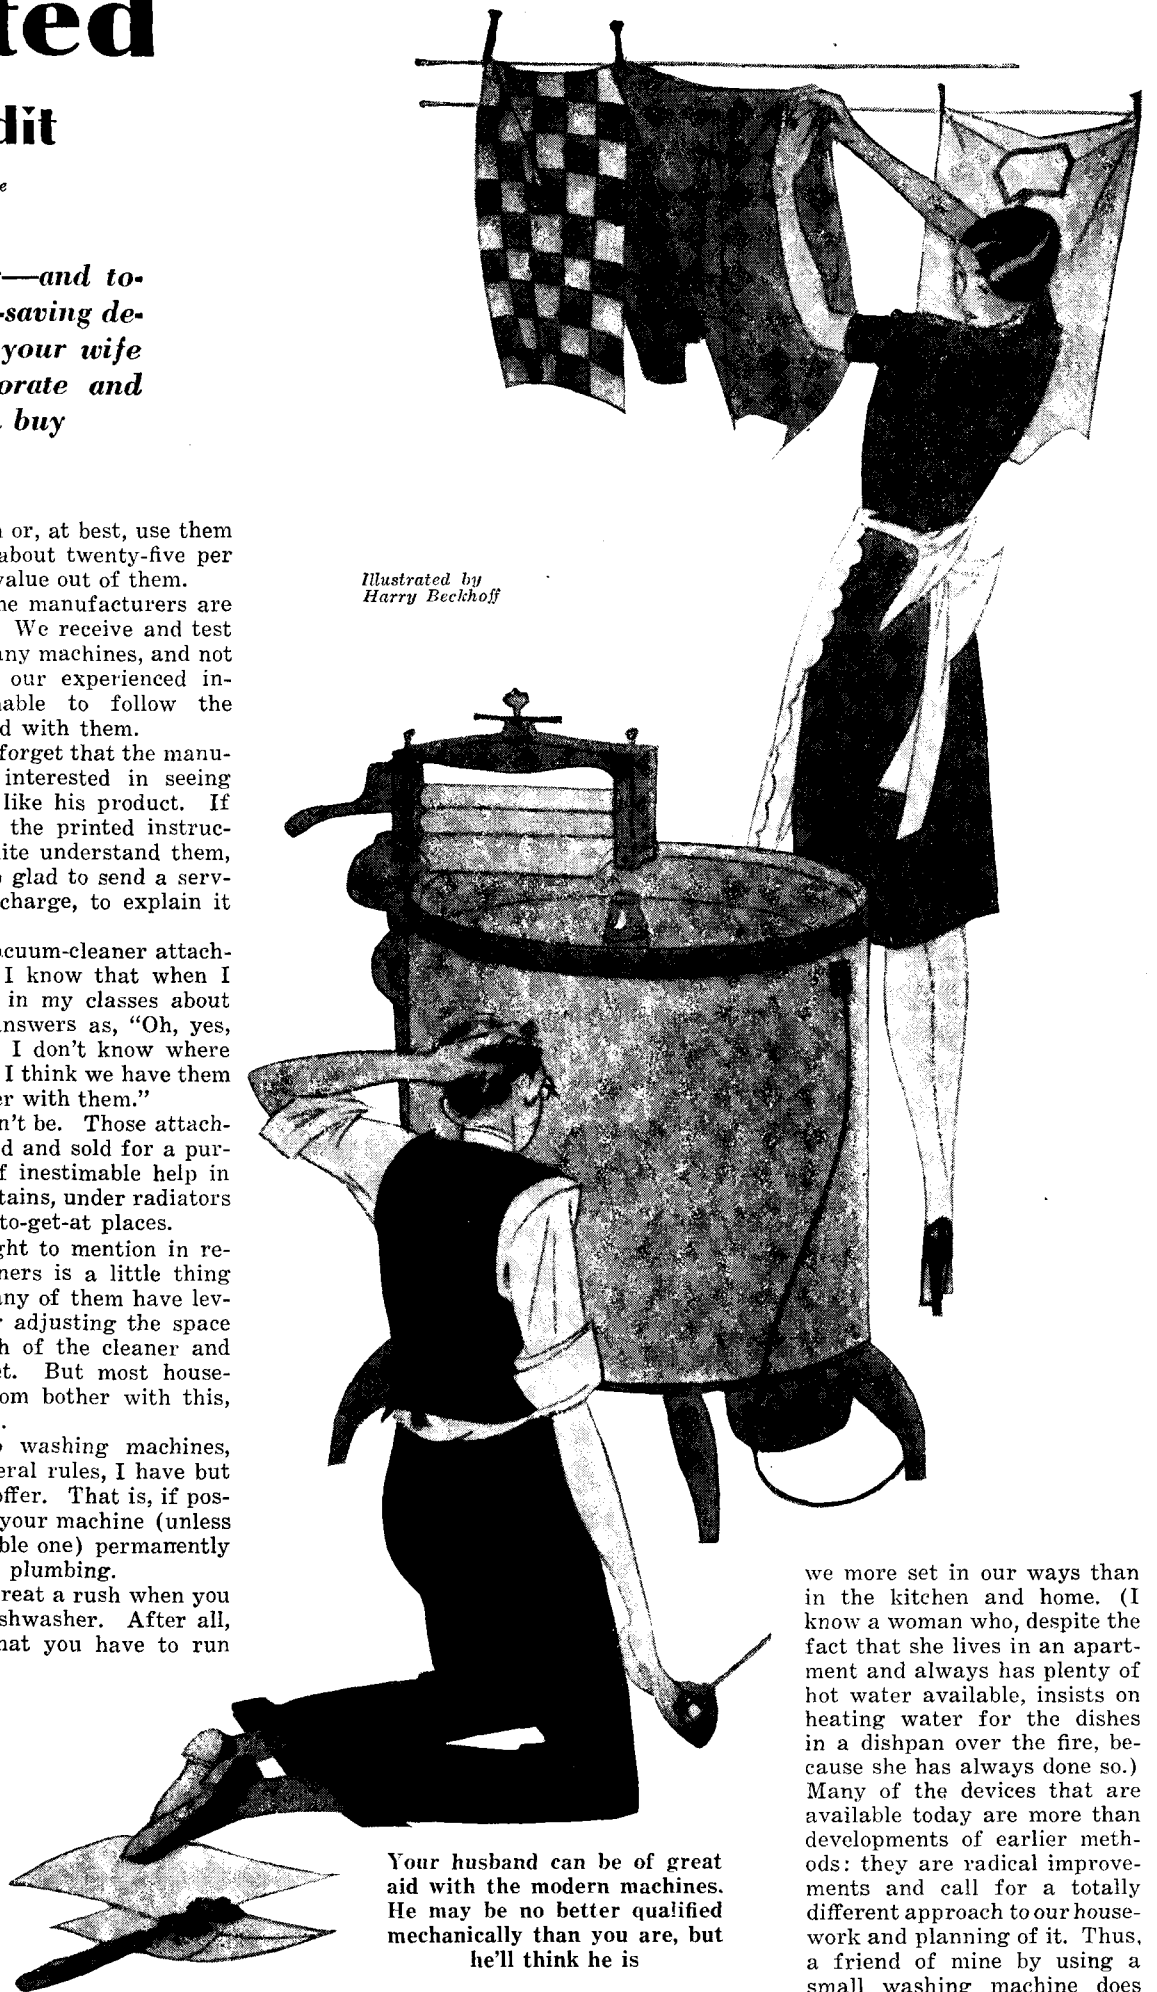 ted
dit
e
—and to-
-saving de-
your wife
orate and
buy
or, at best, use them
about twenty-five per
value out of them.
he manufacturers are
We receive and test
any machines, and not
our experienced in-
able to follow the
d with them.
forget that the manu-
interested in seeing
like his product. If
the printed instruc-
ite understand them,
glad to send a serv-
charge, to explain it
acuum-cleaner attach-
I know that when I
in my classes about
answers as, “Oh, yes,
I don’t know where
I think we have them
er with them.”
n’t be. Those attach-
d and sold for a pur-
f inestimable help in
tains, under radiators
to-get-at places.
ght to mention in re-
ners is a little thing
any of them have lev-
adjusting the space
h of the cleaner and
et. But most house-
om bother with this,
.
washing machines,
eral rules, I have but
offer. That is, if pos-
your machine (unless
ble one) permanently
plumbing.
reat a rush when you
shwasher. After all,
hat you have to run
Illustrated by
Harry Beckhoff
Your husband can be of great
aid with the modern machines.
He may be no better qualified
mechanically than you are, but
he’ll think he is
we more set in our ways than
in the kitchen and home. (I
know a woman who, despite the
fact that she lives in an apart-
ment and always has plenty of
hot water available, insists on
heating water for the dishes
in a dishpan over the fire, be-
cause she has always done so.)
Many of the devices that are
available today are more than
developments of earlier meth-
ods: they are radical improve-
ments and call for a totally
different approach to our house-
work and planning of it. Thus,
a friend of mine by using a
small washing machine does